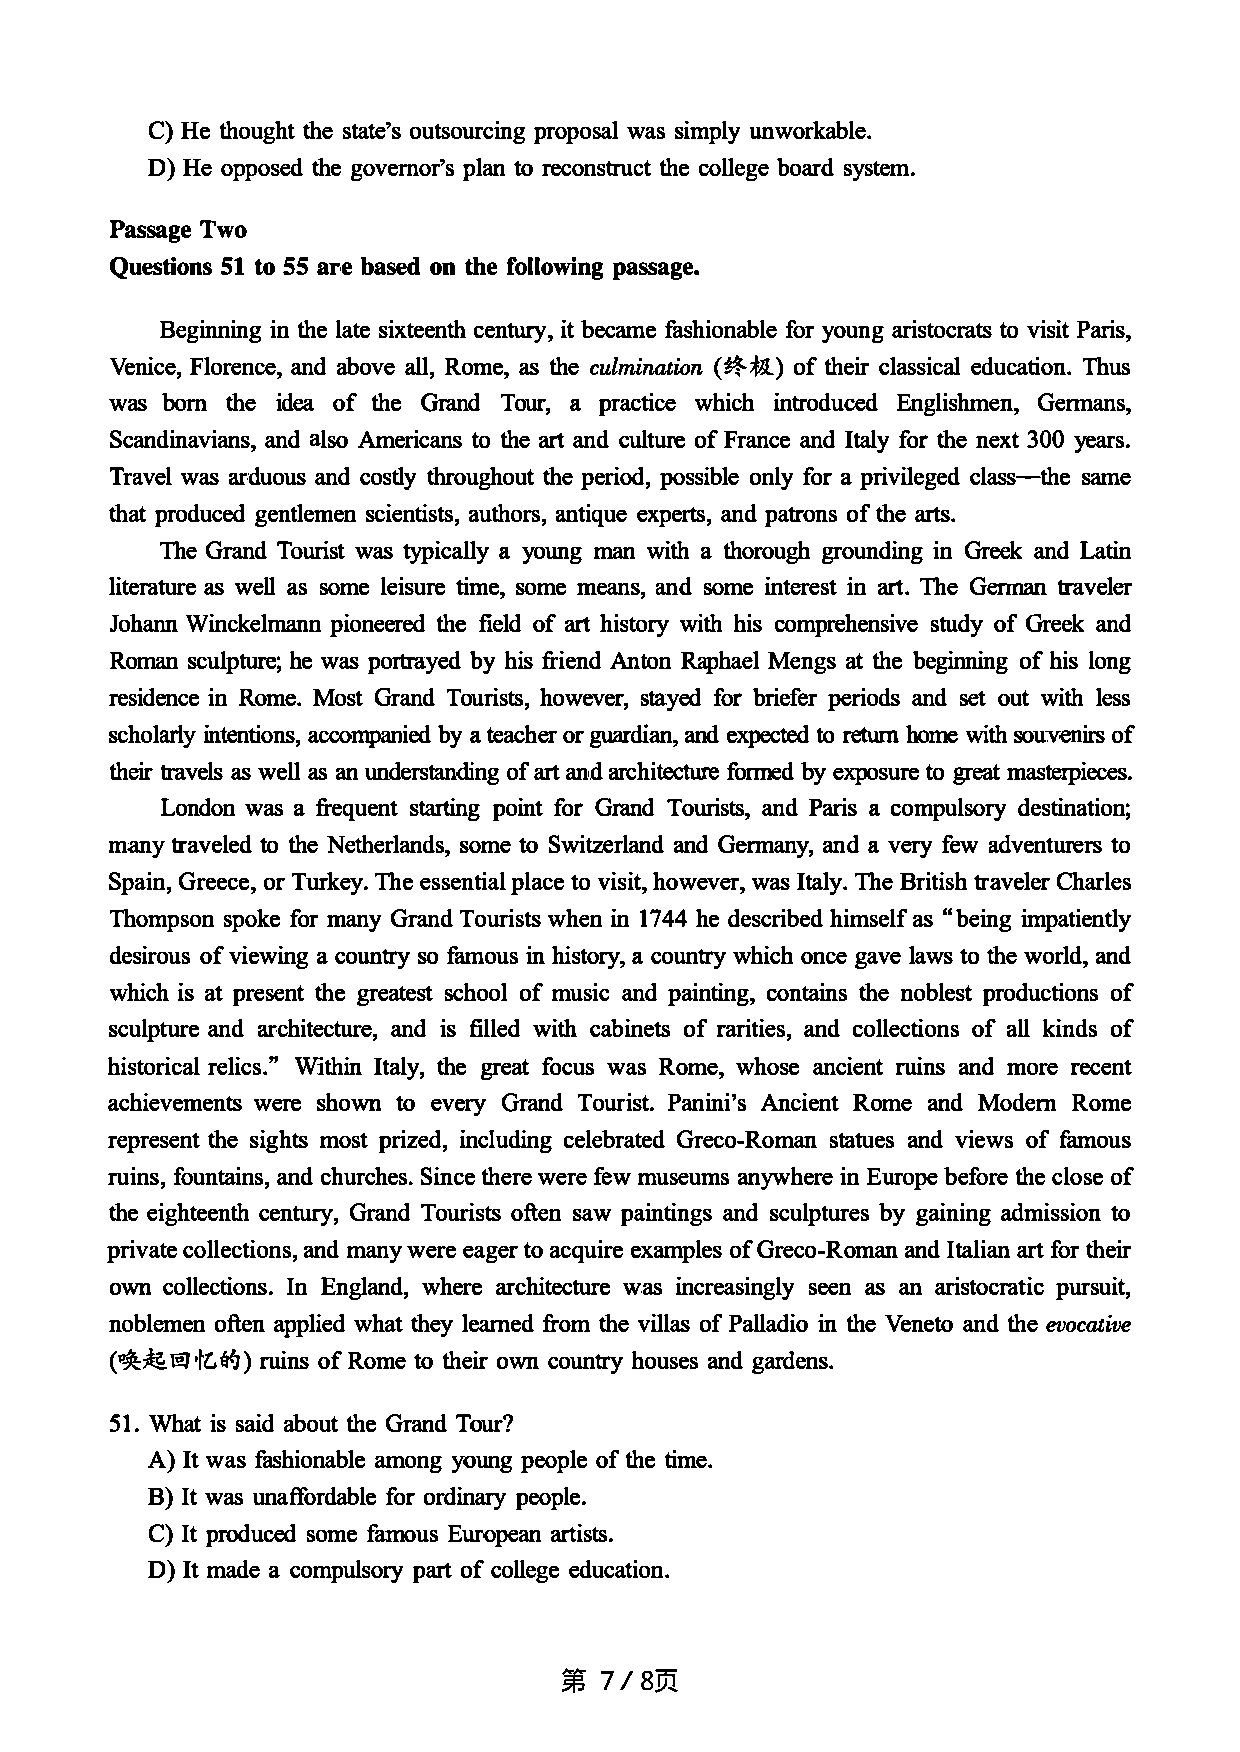 C) He thought the state's outsourcing proposal was simply unworkable.
D) He opposed the governor's plan to reconstruct the college board system.
Passage Two
Questions 51 to 55 are based on the following passage.
Beginning in the late sixteenth century, it became fashionable for young aristocrats to visit Paris,
Venice, Florence, and above all, Rome, as the culmination (终极) of their classical education. Thus
was born the idea of the Grand Tour, a practice which introduced Englishmen, Germans,
Scandinavians, and also Americans to the art and culture of France and Italy for the next 300 years.
Travel was arduous and costly throughout the period, possible only for a privileged class—the same
that produced gentlemen scientists, authors, antique experts, and patrons of the arts.
The Grand Tourist was typically a young man with a thorough grounding in Greek and Latin
literature as well as some leisure time, some means, and some interest in art. The German traveler
Johann Winckelmann pioneered the field of art history with his comprehensive study of Greek and
Roman sculpture; he was portrayed by his friend Anton Raphael Mengs at the beginning of his long
residence in Rome. Most Grand Tourists, however, stayed for briefer periods and set out with less
scholarly intentions, accompanied by a teacher or guardian, and expected to return home with souvenirs of
their travels as well as an understanding of art and architecture formed by exposure to great masterpieces.
London was a frequent starting point for Grand Tourists, and Paris a compulsory destination;
many traveled to the Netherlands, some to Switzerland and Germany, and a very few adventurers to
Spain, Greece, or Turkey. The essential place to visit, however, was Italy. The British traveler Charles
Thompson spoke for many Grand Tourists when in 1744 he described himself as “being impatiently
desirous of viewing a country so famous in history, a country which once gave laws to the world, and
which is at present the greatest school of music and painting, contains the noblest productions of
sculpture and architecture, and is filled with cabinets of rarities, and collections of all kinds of
historical relics.” Within Italy, the great focus was Rome, whose ancient ruins and more recent
achievements were shown to every Grand Tourist. Panini's Ancient Rome and Modern Rome
represent the sights most prized, including celebrated Greco-Roman statues and views of famous
ruins, fountains, and churches. Since there were few museums anywhere in Europe before the close of
the eighteenth century, Grand Tourists often saw paintings and sculptures by gaining admission to
private collections, and many were eager to acquire examples of Greco-Roman and Italian art for their
own collections. In England, where architecture was increasingly seen as an aristocratic pursuit,
noblemen often applied what they learned from the villas of Palladio in the Veneto and the evocative
(唤起回忆的) ruins of Rome to their own country houses and gardens.
51. What is said about the Grand Tour?
A) It was fashionable among young people of the time.
B) It was unaffordable for ordinary people.
C) It produced some famous European artists.
D) It made a compulsory part of college education.
第 7 / 8页